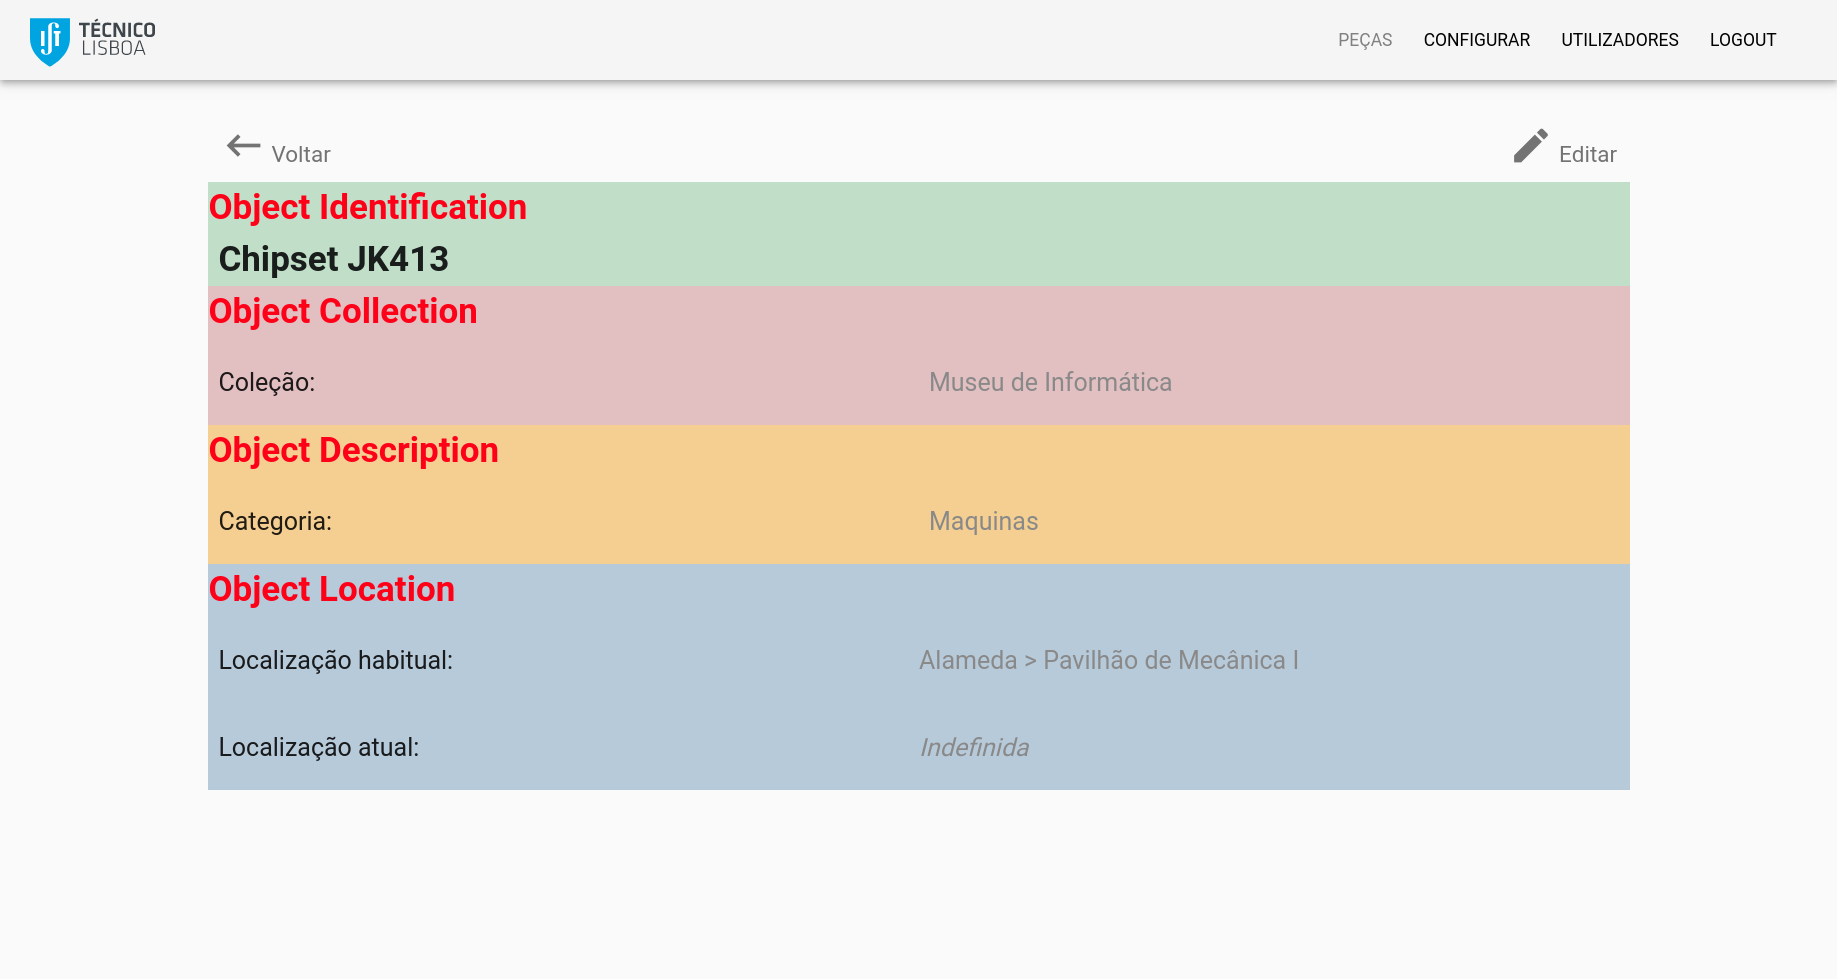 TÉCNICO
LISBOA
PEÇAS CONFIGURAR UTILIZADORES LOGOUT
Voltar Editar
Object Identification
Chipset JK413
Object Collection
Coleção: Museu de Informática
Object Description
Categoria: Maquinas
Object Location
Localização habitual: Alameda > Pavilhão de Mecânica I
Localização atual: Indefinida